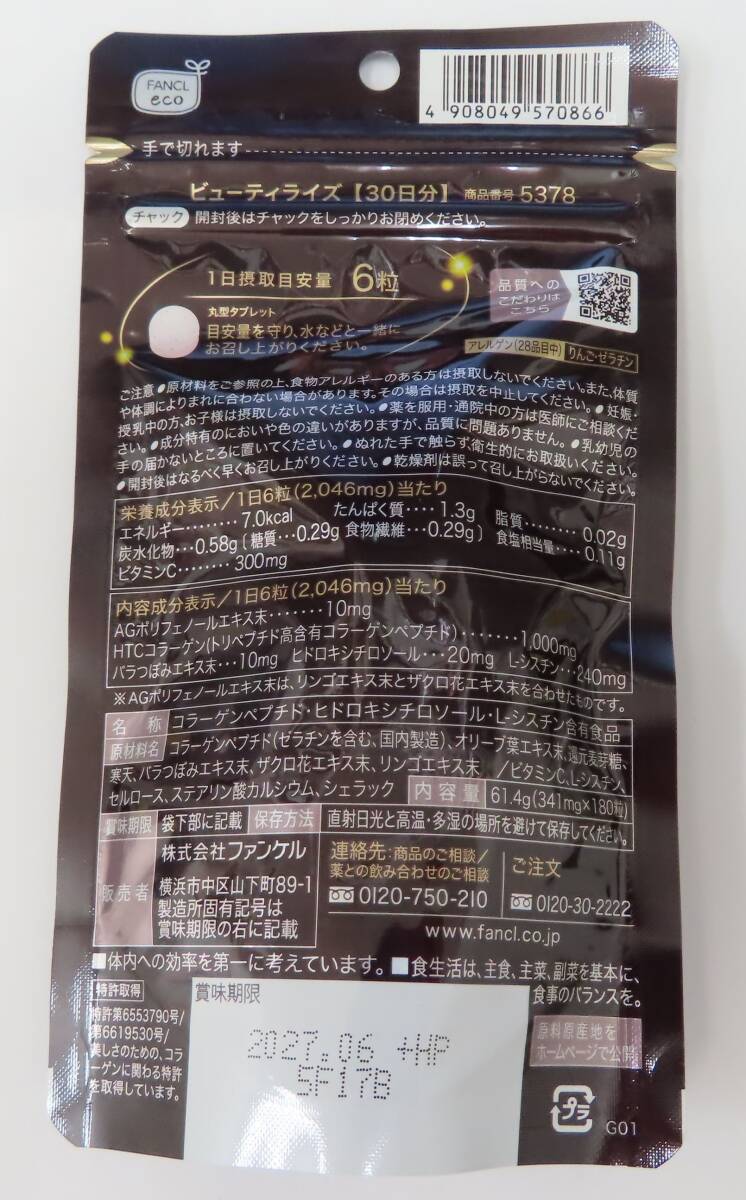 FANCL
eco
4 908049 570866
手で切れます
ビューティライズ【30日分】 商品番号 5378
チャック 開封後はチャックをしっかりお閉めください。
1日摂取目安量 6粒
品質への
こだわりは
こちら
丸型タブレット
目安量を守り、水などと一緒に
お召し上がりください。
アレルゲン(28品目中) りんご・ゼラチン
ご注意 ●原材料をご参照の上、食物アレルギーのある方は摂取しないでください。また、体質
や体調によりまれに合わない場合があります。その場合は摂取を中止してください。●妊娠・
授乳中の方、お子様は摂取しないでください。●薬を服用・通院中の方は医師にご相談くだ
さい。●成分特有のにおいや色の違いがありますが、品質に問題ありません。●乳幼児の
手の届かないところに置いてください。●ぬれた手で触らず、衛生的にお取扱いください。
●開封後はなるべく早くお召し上がりください。●乾燥剤は誤って召し上がらないでください。
栄養成分表示/1日6粒(2,046mg)当たり
エネルギー……7.0kcal たんぱく質……1.3g 脂質……0.02g
炭水化物…0.58g〔糖質…0.29g 食物繊維…0.29g〕 食塩相当量…0.11g
ビタミンC……300mg
内容成分表示/1日6粒(2,046mg)当たり
AGポリフェノールエキス末……10mg
HTCコラーゲン(トリペプチド高含有コラーゲンペプチド)……1,000mg
バラつぼみエキス末…10mg ヒドロキシチロソール…20mg L-シスチン…240mg
※AGポリフェノールエキス末は、リンゴエキス末とザクロ花エキス末を合わせたものです。
名称 コラーゲンペプチド・ヒドロキシチロソール・L-シスチン含有食品
原材料名 コラーゲンペプチド(ゼラチンを含む、国内製造)、オリーブ葉エキス末、還元麦芽糖、
寒天、バラつぼみエキス末、ザクロ花エキス末、リンゴエキス末 /ビタミンC、L-シスチン、
セルロース、ステアリン酸カルシウム、シェラック 内容量 61.4g(341mg×180粒)
賞味期限 袋下部に記載 保存方法 直射日光と高温・多湿の場所を避けて保存してください。
販売者 株式会社ファンケル
横浜市中区山下町89-1
製造所固有記号は
賞味期限の右に記載
連絡先:商品のご相談/
薬との飲み合わせのご相談
0120-750-210
ご注文
0120-30-2222
www.fancl.co.jp
■体内への効率を第一に考えています。■食生活は、主食、主菜、副菜を基本に、
食事のバランスを。
特許取得
特許第6553790号/
第6619530号/
美しさのため、コラ
ーゲンに関わる特許
を取得しています。
賞味期限
2027.06 +HP
5F17B
原料原産地を
ホームページで公開
プラ
G01